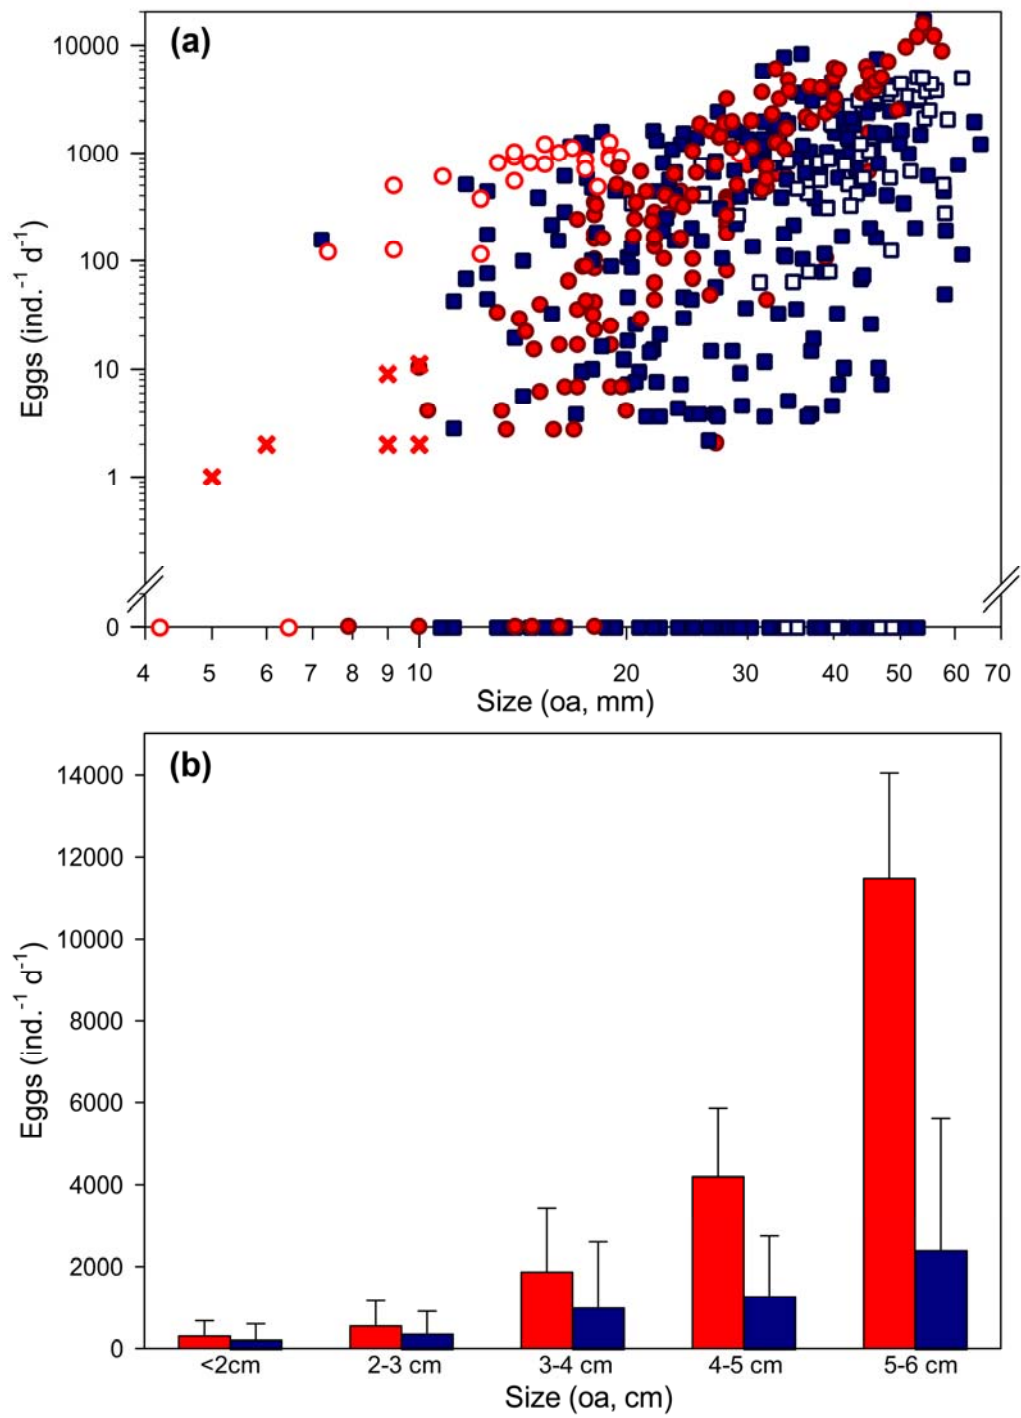 (a)
10000
1000
100
10
1
0
Eggs (ind.⁻¹ d⁻¹)
4 5 6 7 8 9 10 20 30 40 50 60 70
Size (oa, mm)
(b)
14000
12000
10000
8000
6000
4000
2000
0
Eggs (ind.⁻¹ d⁻¹)
<2cm 2-3 cm 3-4 cm 4-5 cm 5-6 cm
Size (oa, cm)